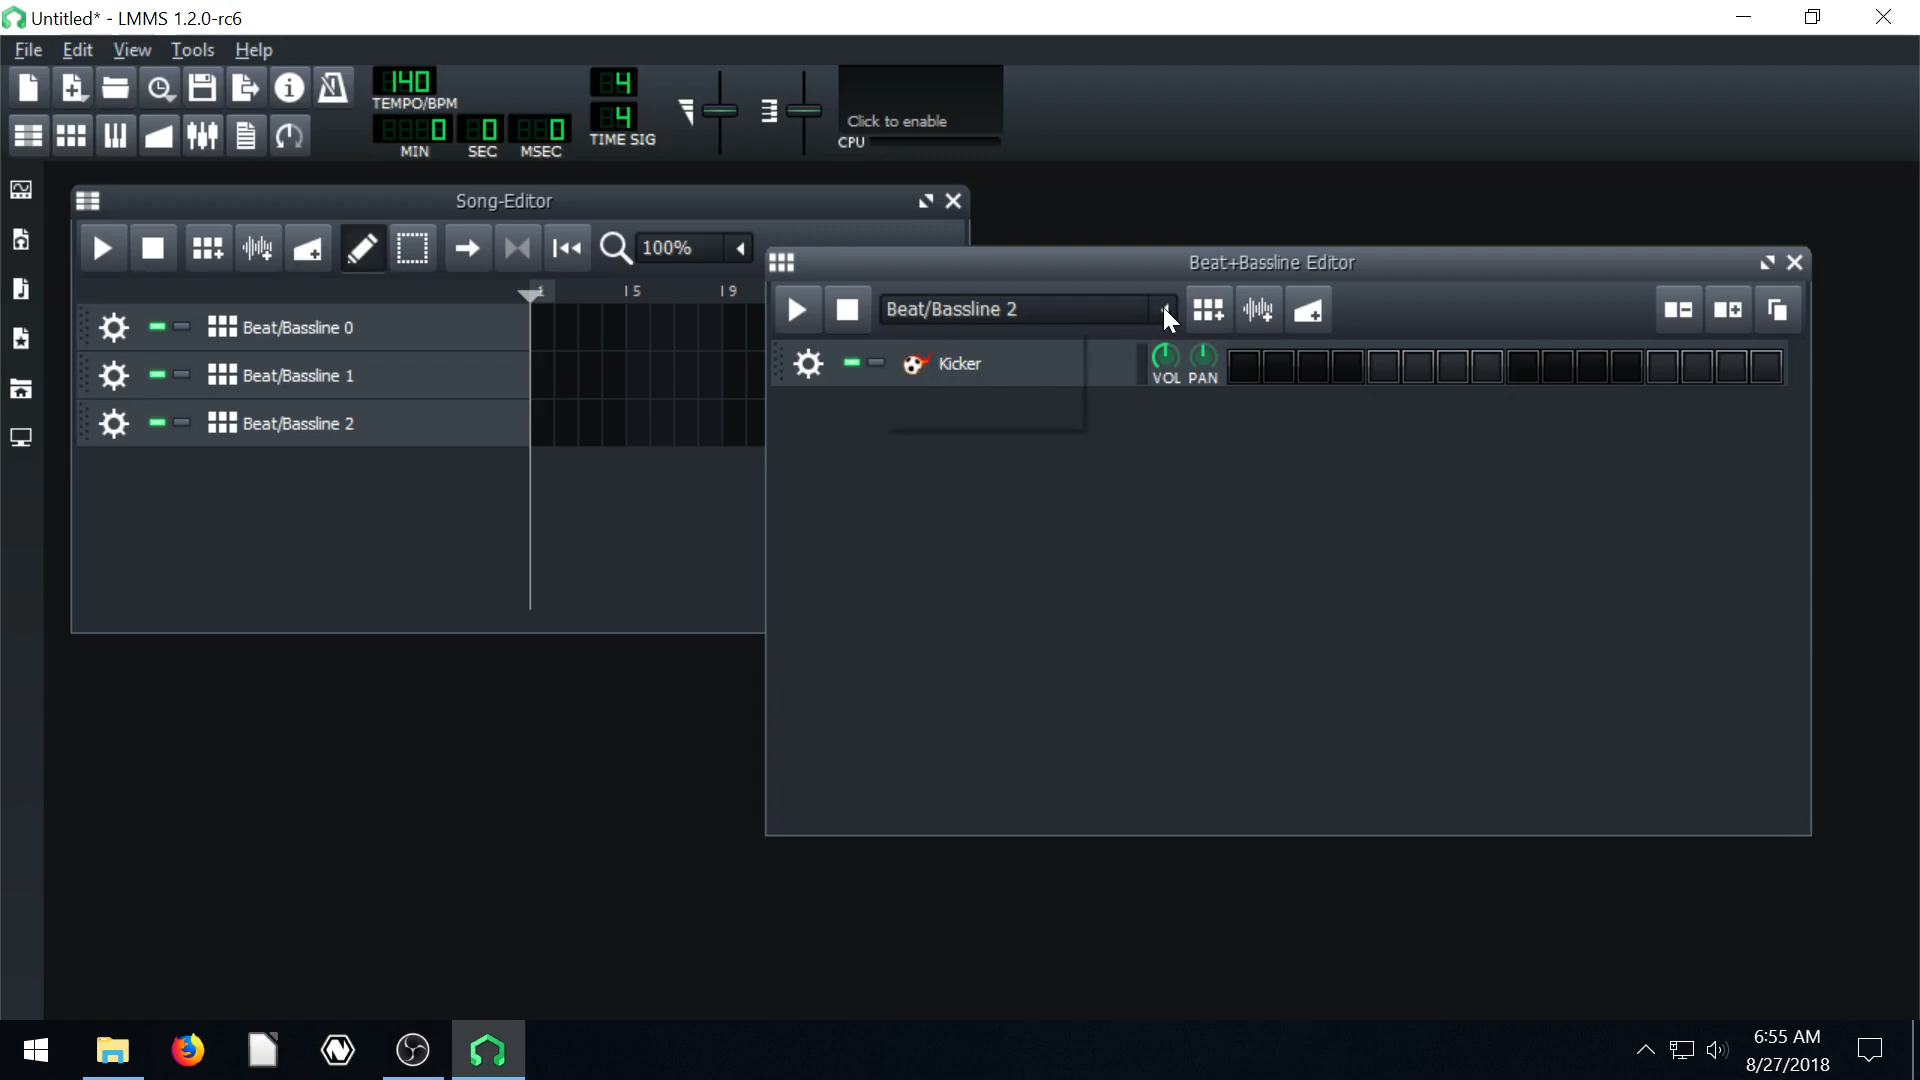 Untitled* - LMMS 1.2.0-rc6
File Edit View Tools Help
140
TEMPO/BPM
0 0 0
MIN SEC MSEC
4
4
TIME SIG
Click to enable
CPU
Song-Editor
100%
1 5 9
Beat/Bassline 0
Beat/Bassline 1
Beat/Bassline 2
Beat+Bassline Editor
Beat/Bassline 2
Kicker
VOL PAN
6:55 AM
8/27/2018